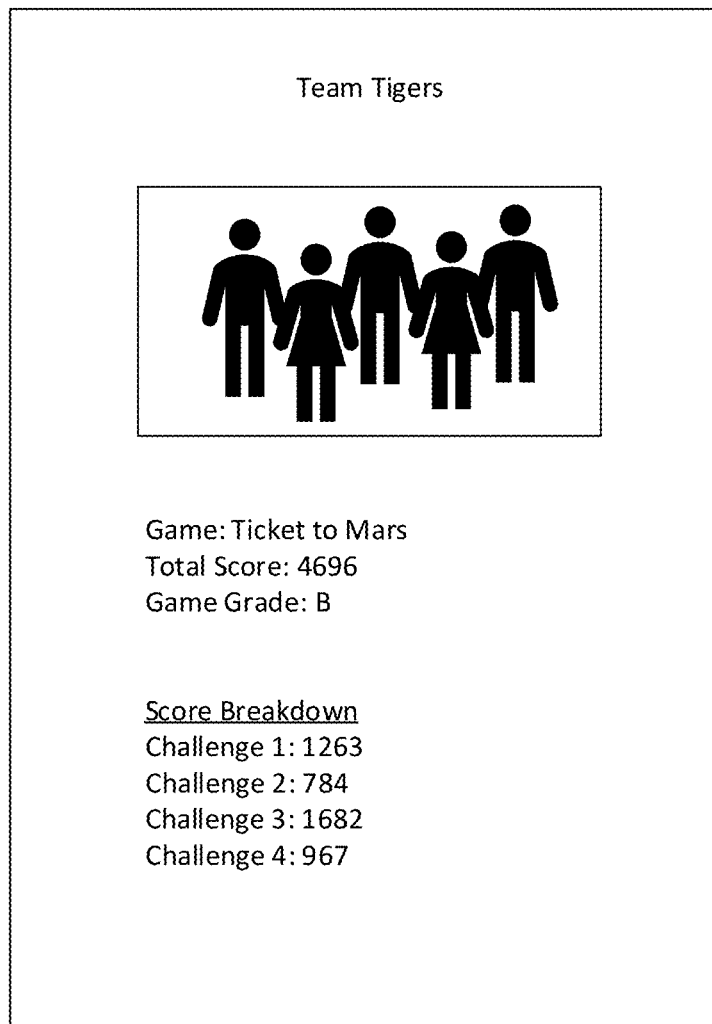 Team Tigers
Game: Ticket to Mars
Total Score: 4696
Game Grade: B
Score Breakdown
Challenge 1: 1263
Challenge 2: 784
Challenge 3: 1682
Challenge 4: 967